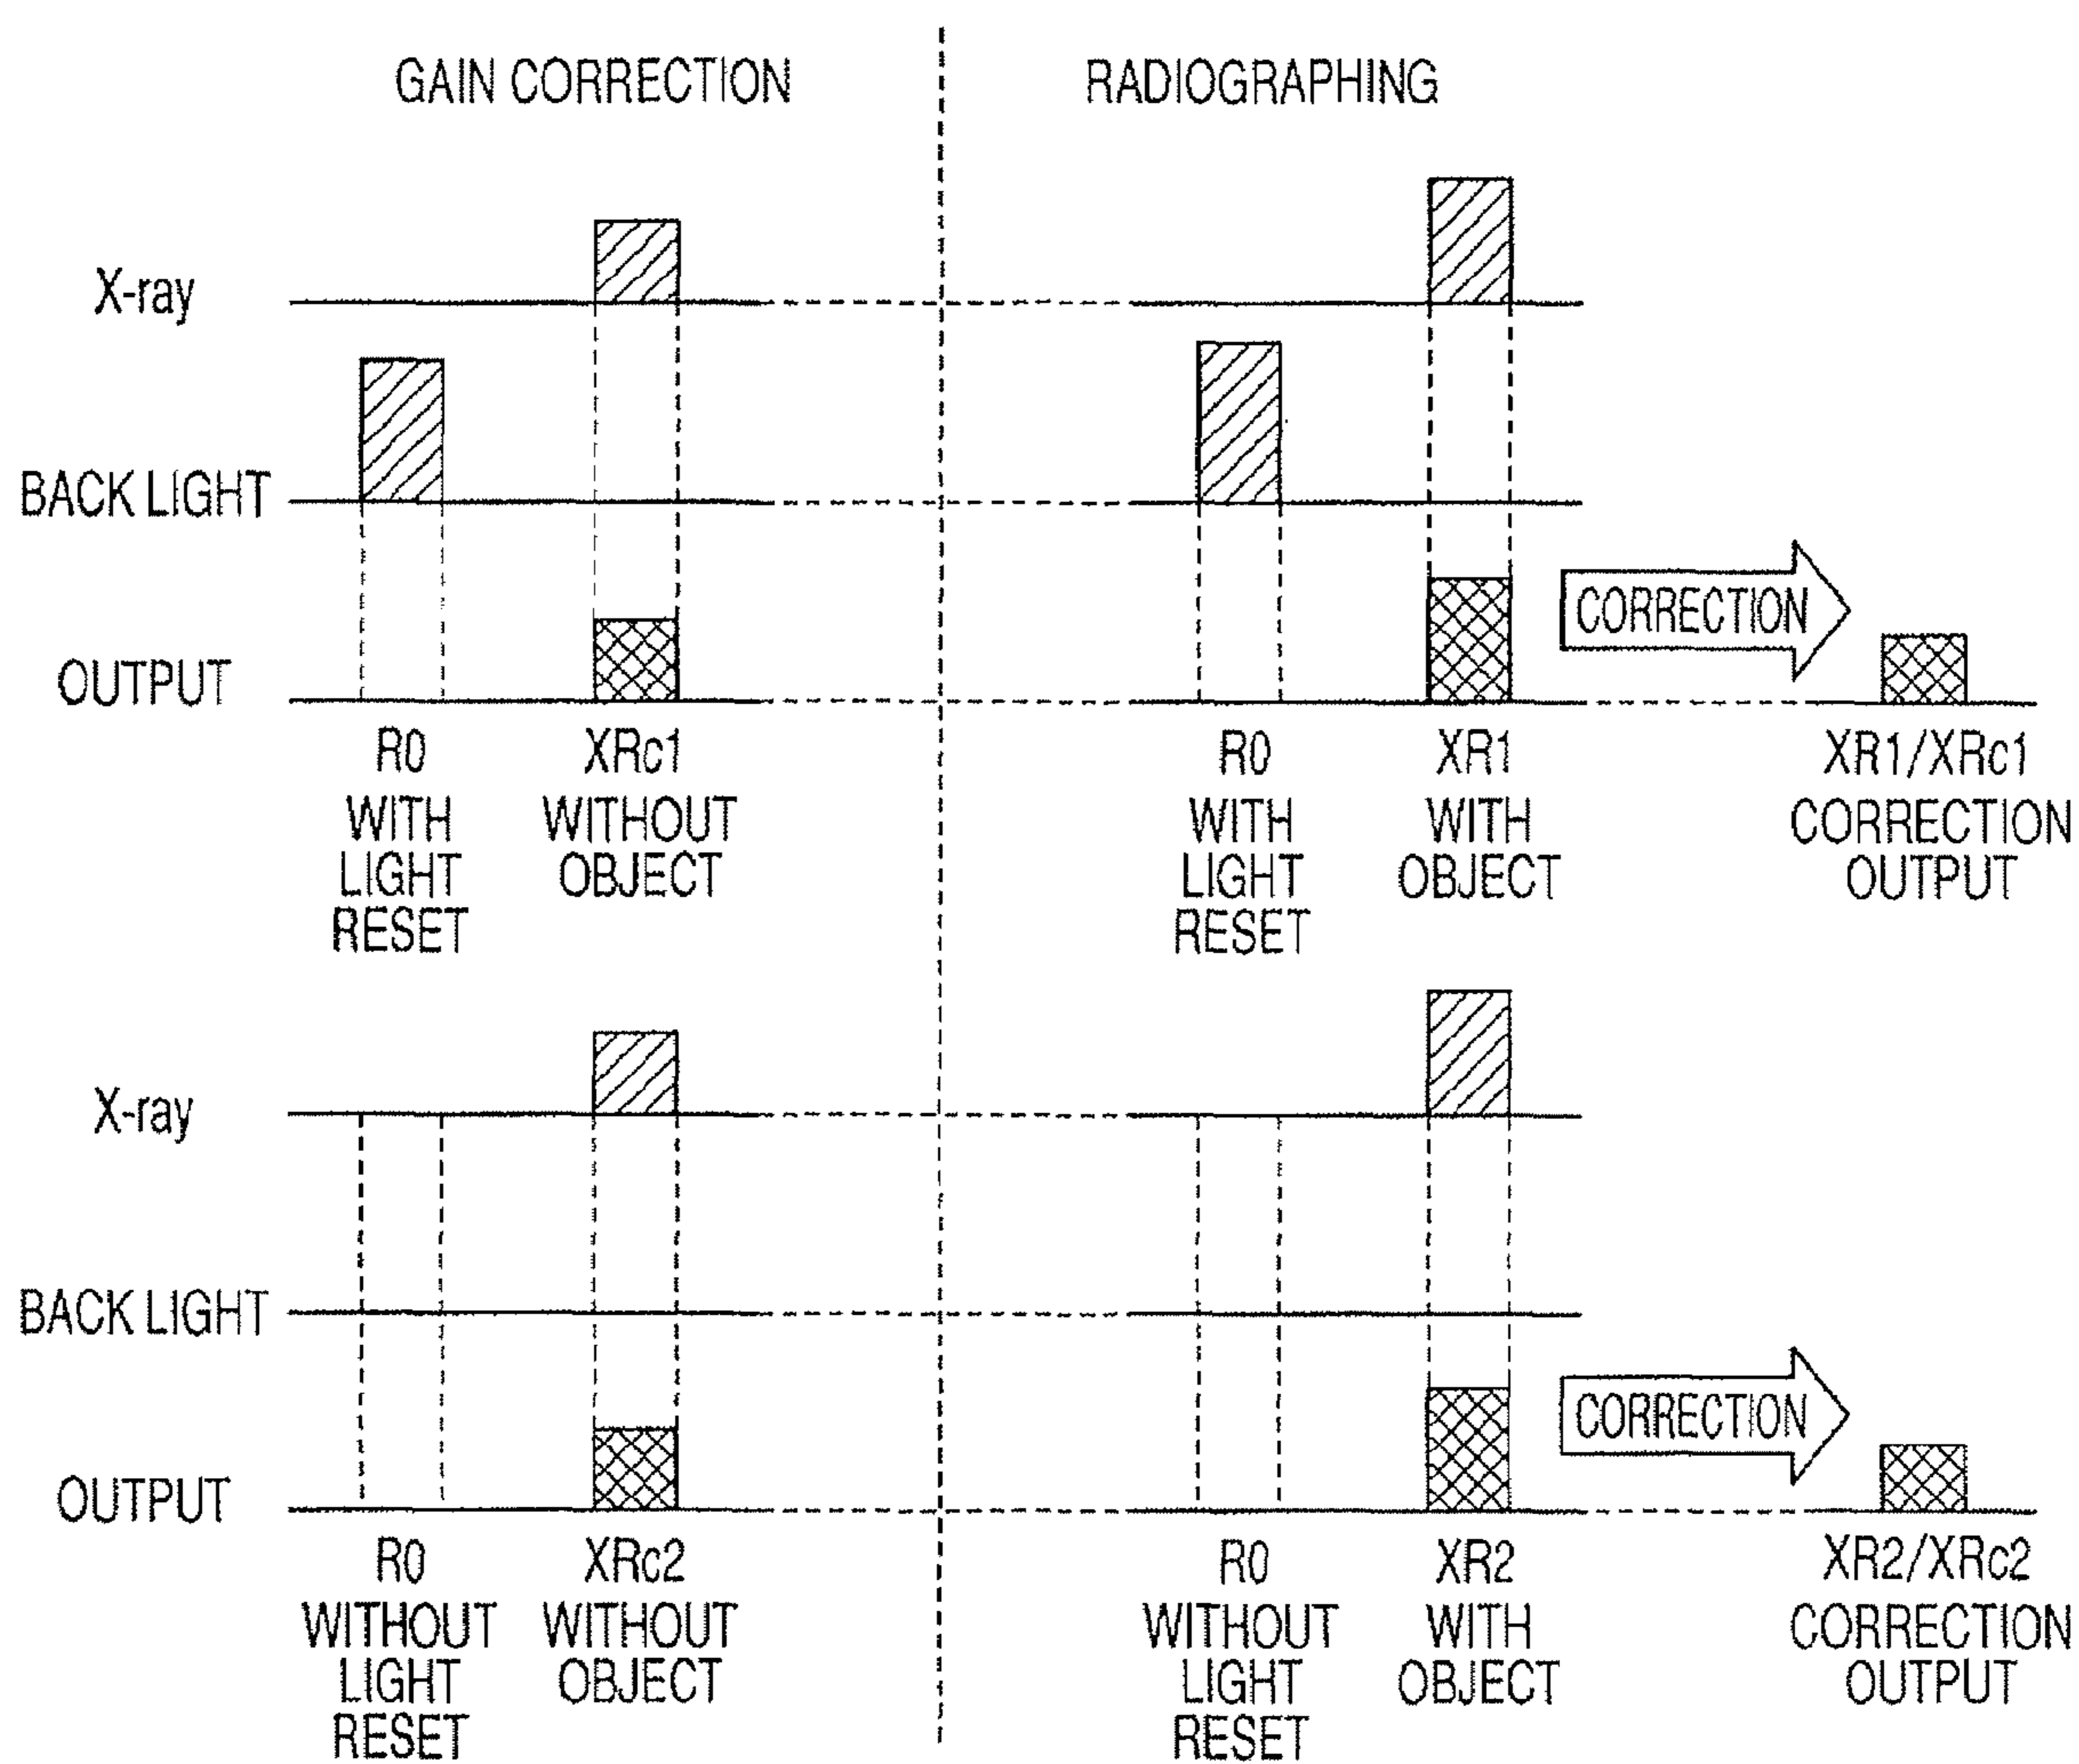 GAIN CORRECTION
RADIOGRAPHING
X-ray
BACK LIGHT
CORRECTION
OUTPUT
R0
WITH
LIGHT
RESET
XRc1
WITHOUT
OBJECT
R0
WITH
LIGHT
RESET
XR1
WITH
OBJECT
XR1/XRc1
CORRECTION
OUTPUT
X-ray
BACK LIGHT
CORRECTION
OUTPUT
R0
WITHOUT
LIGHT
RESET
XRc2
WITHOUT
OBJECT
R0
WITHOUT
LIGHT
RESET
XR2
WITH
OBJECT
XR2/XRc2
CORRECTION
OUTPUT